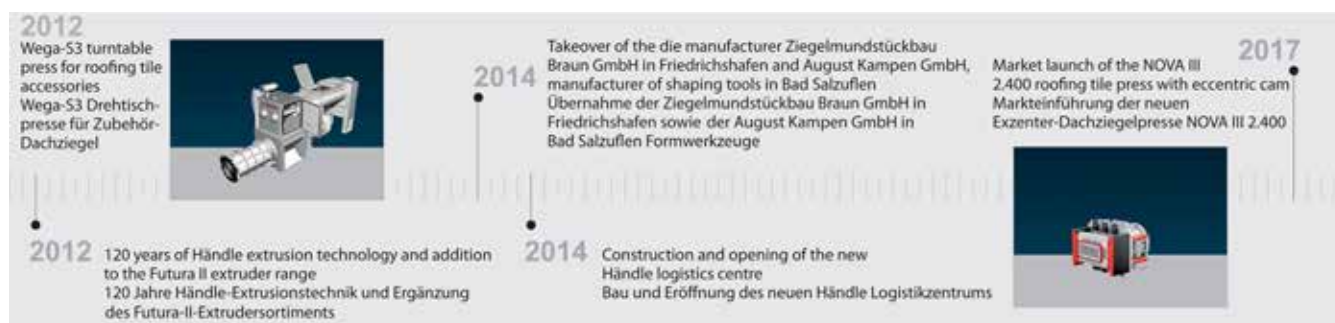 2012
Wega-S3 turntable
press for roofing tile
accessories
Wega-S3 Drehtisch-
presse für Zubehör-
Dachziegel
2012
120 years of Händle extrusion technology and addition
to the Futura II extruder range
120 Jahre Händle-Extrusionstechnik und Ergänzung
des Futura-II-Extrudersortiments
2014
Takeover of the die manufacturer Ziegelmundstückbau
Braun GmbH in Friedrichshafen and August Kampen GmbH,
manufacturer of shaping tools in Bad Salzuflen
Übernahme der Ziegelmundstückbau Braun GmbH in
Friedrichshafen sowie der August Kampen GmbH in
Bad Salzuflen Formwerkzeuge
2014
Construction and opening of the new
Händle logistics centre
Bau und Eröffnung des neuen Händle Logistikzentrums
2017
Market launch of the NOVA III
2.400 roofing tile press with eccentric cam
Markteinführung der neuen
Exzenter-Dachziegelpresse NOVA III 2.400